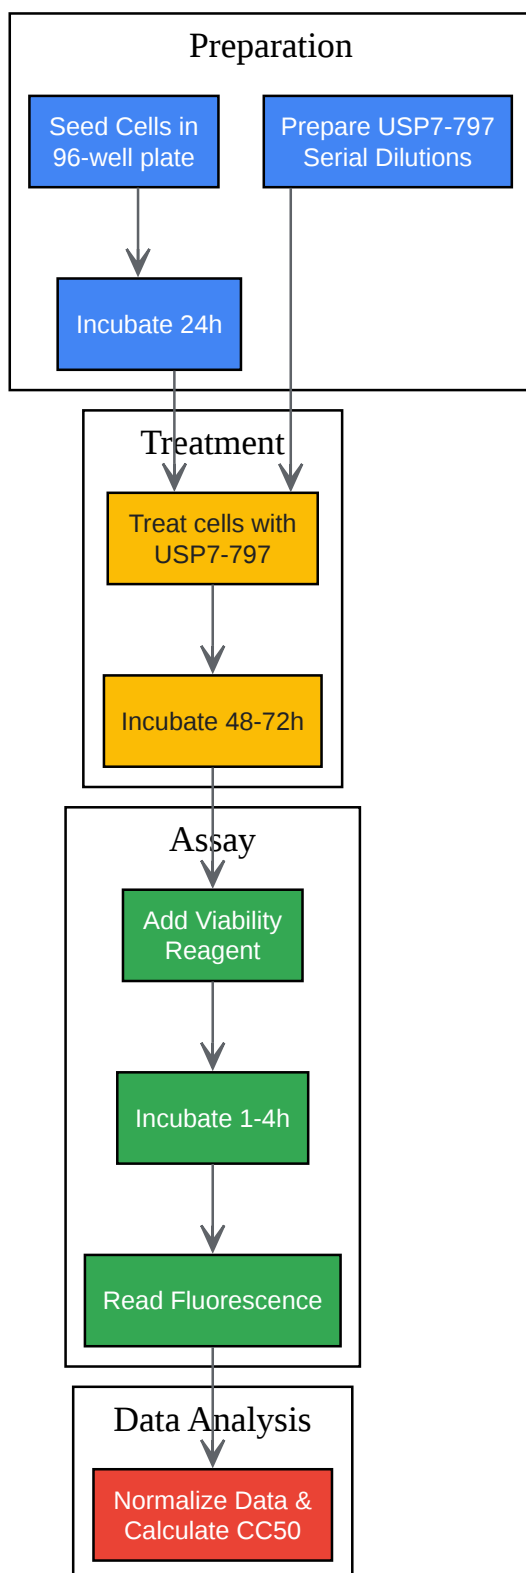 Preparation
Seed Cells in
96-well plate
Prepare USP7-797
Serial Dilutions
Incubate 24h
Treatment
Treat cells with
USP7-797
Incubate 48-72h
Assay
Add Viability
Reagent
Incubate 1-4h
Read Fluorescence
Data Analysis
Normalize Data &
Calculate CC50